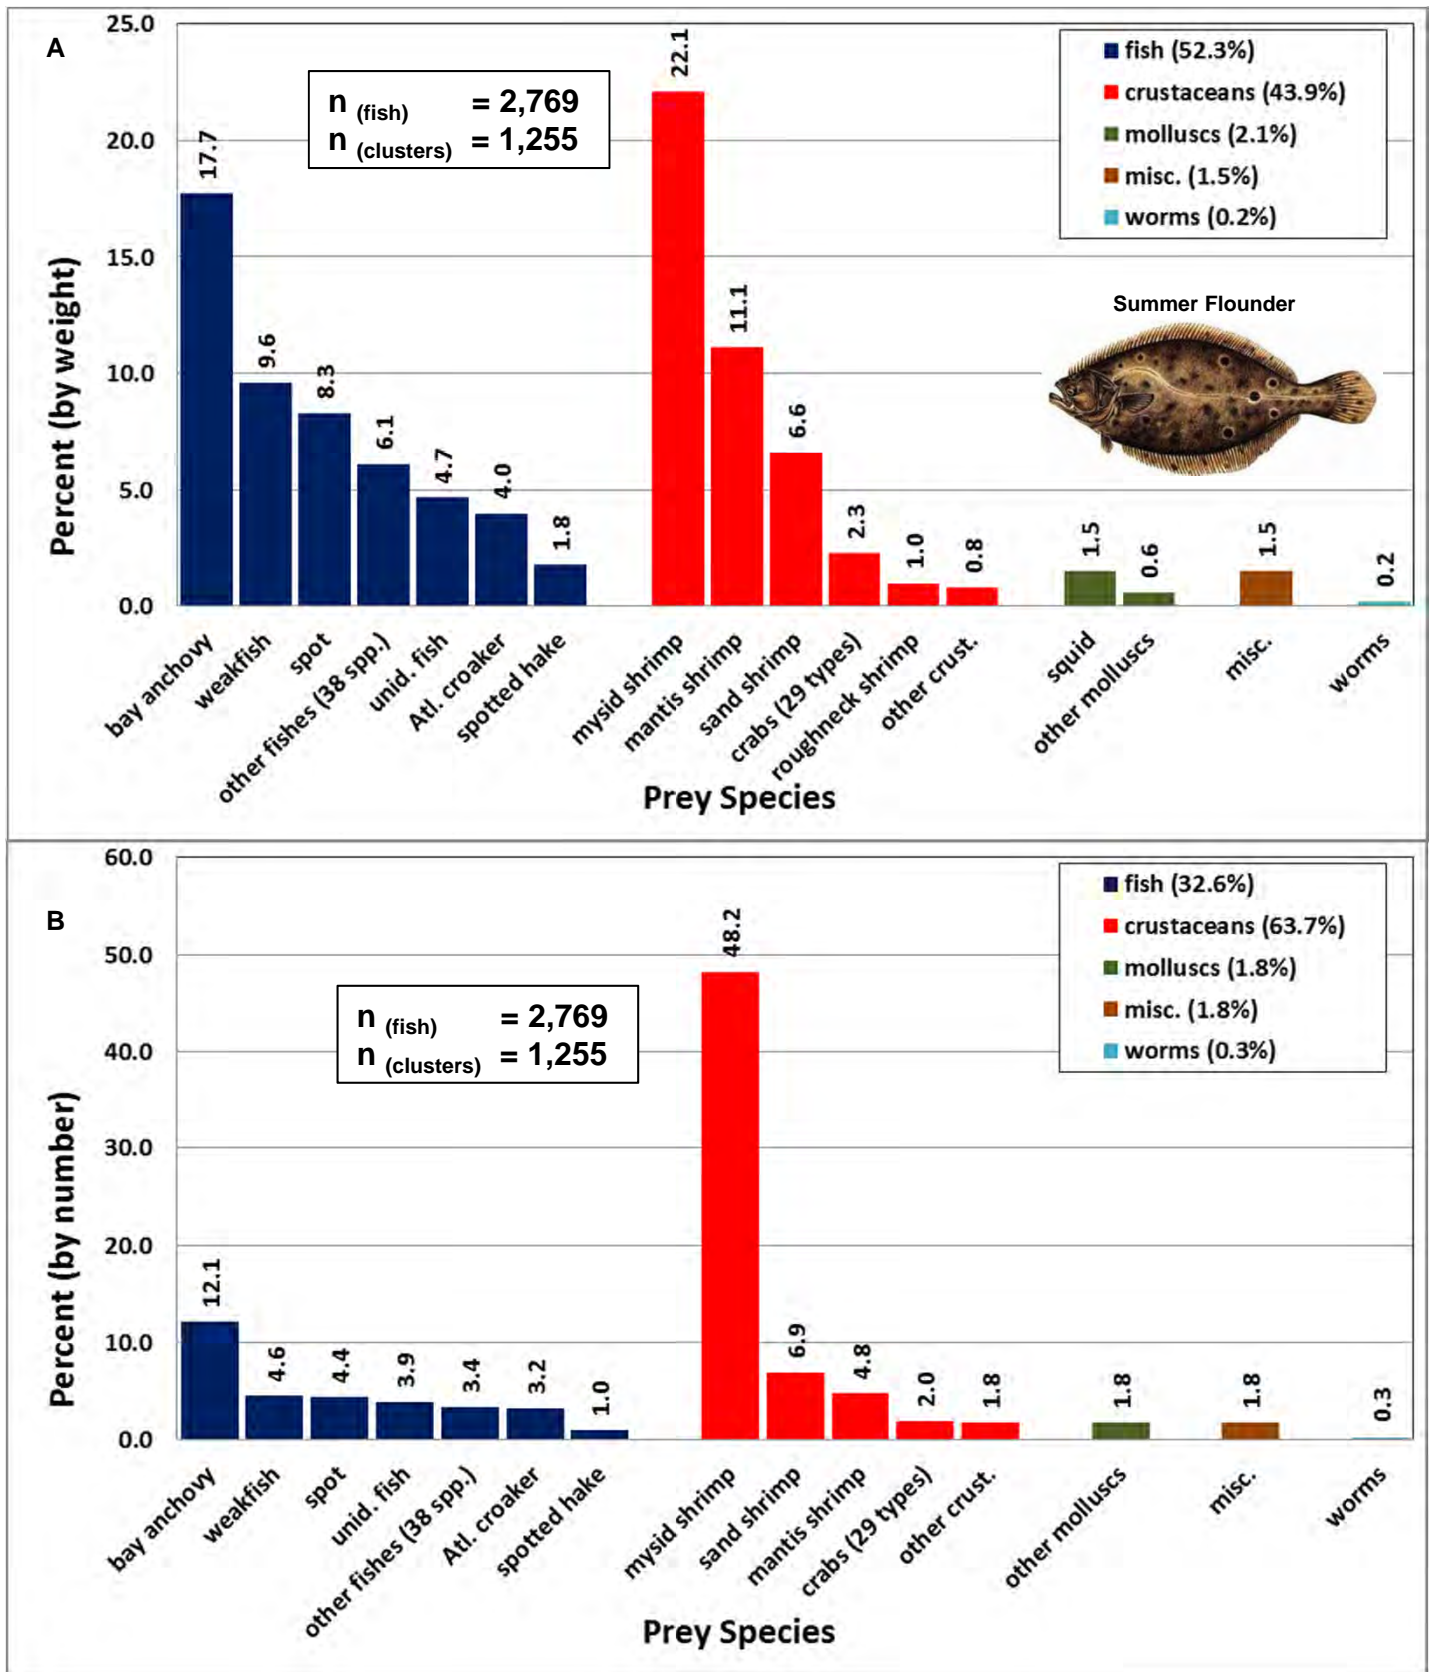 A
25.0
20.0
15.0
10.0
5.0
0.0
Percent (by weight)
n (fish) = 2,769
n (clusters) = 1,255
fish (52.3%)
crustaceans (43.9%)
molluscs (2.1%)
misc. (1.5%)
worms (0.2%)
Summer Flounder
17.7
9.6
8.3
6.1
4.7
4.0
1.8
22.1
11.1
6.6
2.3
1.0
0.8
1.5
0.6
1.5
0.2
bay anchovy
weakfish
spot
other fishes (38 spp.)
unid. fish
Atl. croaker
spotted hake
mysid shrimp
mantis shrimp
sand shrimp
crabs (29 types)
roughneck shrimp
other crust.
squid
other molluscs
misc.
worms
Prey Species
B
60.0
50.0
40.0
30.0
20.0
10.0
0.0
Percent (by number)
n (fish) = 2,769
n (clusters) = 1,255
fish (32.6%)
crustaceans (63.7%)
molluscs (1.8%)
misc. (1.8%)
worms (0.3%)
12.1
4.6
4.4
3.9
3.4
3.2
1.0
48.2
6.9
4.8
2.0
1.8
1.8
1.8
0.3
bay anchovy
weakfish
spot
unid. fish
other fishes (38 spp.)
Atl. croaker
spotted hake
mysid shrimp
sand shrimp
mantis shrimp
crabs (29 types)
other crust.
other molluscs
misc.
worms
Prey Species